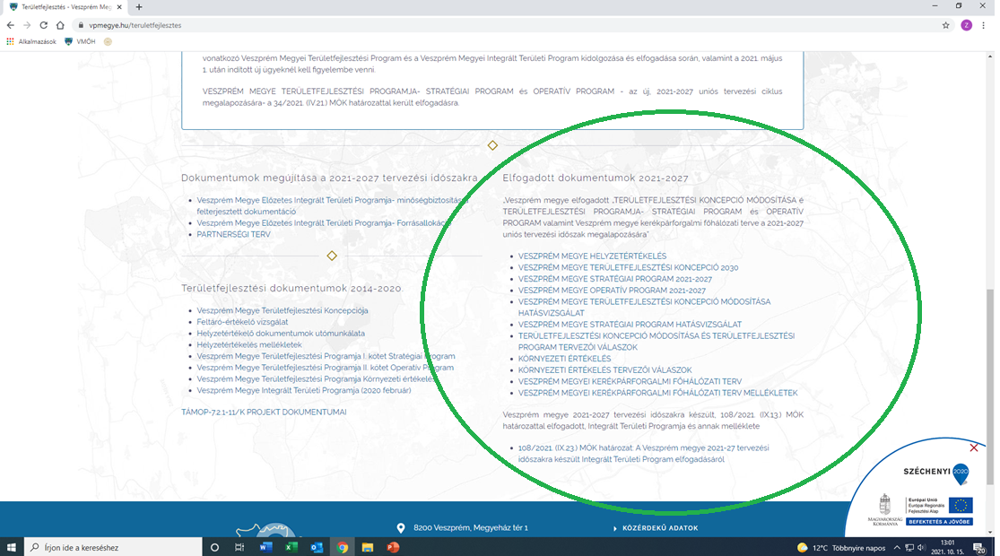 Területfejlesztés - Veszprém Meg
vpmegye.hu/teruletfejlesztes
Z
Alkalmazások
VMÖH
vonatkozó Veszprém Megyei Területfejlesztési Program és a Veszprém Megyei Integrált Területi Program kidolgozása és elfogadása során, valamint a 2021. május
1. után indított új ügyeknél kell figyelembe venni.
VESZPRÉM MEGYE TERÜLETFEJLESZTÉSI PROGRAMJA- STRATÉGIAI PROGRAM és OPERATÍV PROGRAM - az új, 2021-2027 uniós tervezési ciklus
megalapozására- a 34/2021. (IV.21.) MÖK határozattal került elfogadásra.
Dokumentumok megújítása a 2021-2027 tervezési időszakra
Veszprém Megye Előzetes Integrált Területi Programja- minőségbiztosításra
felterjesztett dokumentáció
Veszprém Megye Előzetes Integrált Területi Programja- Forrásallokáció
PARTNERSÉGI TERV
Területfejlesztési dokumentumok 2014-2020.
Veszprém Megye Területfejlesztési Koncepciója
Feltáró-értékelő vizsgálat
Helyzetértékelő dokumentumok utómunkálata
Helyzetértékelés mellékletek
Veszprém Megye Területfejlesztési Programja I. kötet Stratégiai Program
Veszprém Megye Területfejlesztési Programja II. kötet Operatív Program
Veszprém Megye Területfejlesztési Programja Környezeti értékelés
Veszprém Megye Integrált Területi Programja (2020 február)
TÁMOP-7.2.1-11/K PROJEKT DOKUMENTUMAI
Elfogadott dokumentumok 2021-2027
„Veszprém megye elfogadott „TERÜLETFEJLESZTÉSI KONCEPCIÓ MÓDOSÍTÁSA é
TERÜLETFEJLESZTÉSI PROGRAMJA- STRATÉGIAI PROGRAM és OPERATÍV
PROGRAM valamint Veszprém megye kerékpárforgalmi főhálózati terve a 2021-2027
uniós tervezési időszak megalapozására”
VESZPRÉM MEGYE HELYZETÉRTÉKELÉS
VESZPRÉM MEGYE TERÜLETFEJLESZTÉSI KONCEPCIÓ 2030
VESZPRÉM MEGYE STRATÉGIAI PROGRAM 2021-2027
VESZPRÉM MEGYE OPERATÍV PROGRAM 2021-2027
VESZPRÉM MEGYE TERÜLETFEJLESZTÉSI KONCEPCIÓ MÓDOSÍTÁSA
HATÁSVIZSGÁLAT
VESZPRÉM MEGYE STRATÉGIAI PROGRAM HATÁSVIZSGÁLAT
TERÜLETFEJLESZTÉSI KONCEPCIÓ MÓDOSÍTÁSA ÉS TERÜLETFEJLESZTÉSI
PROGRAM TERVEZŐI VÁLASZOK
KÖRNYEZETI ÉRTÉKELÉS
KÖRNYEZETI ÉRTÉKELÉS TERVEZŐI VÁLASZOK
VESZPRÉM MEGYEI KERÉKPÁRFORGALMI FŐHÁLÓZATI TERV
VESZPRÉM MEGYEI KERÉKPÁRFORGALMI FŐHÁLÓZATI TERV MELLÉKLETEK
Veszprém megye 2021-2027 tervezési időszakra készült, 108/2021. (IX.13.) MÖK
határozattal elfogadott, Integrált Területi Programja és annak melléklete
108/2021. (IX.23.) MÖK határozat: A Veszprém megye 2021-27 tervezési
időszakra készült Integrált Területi Program elfogadásáról
SZÉCHENYI 2020
MAGYARORSZÁG
KORMÁNYA
Európai Unió
Európai Regionális
Fejlesztési Alap
BEFEKTETÉS A JÖVŐBE
8200 Veszprém, Megyeház tér 1
KÖZÉRDEKŰ ADATOK
Írjon ide a kereséshez
12°C Többnyire napos
13:01
2021. 10. 15.
20